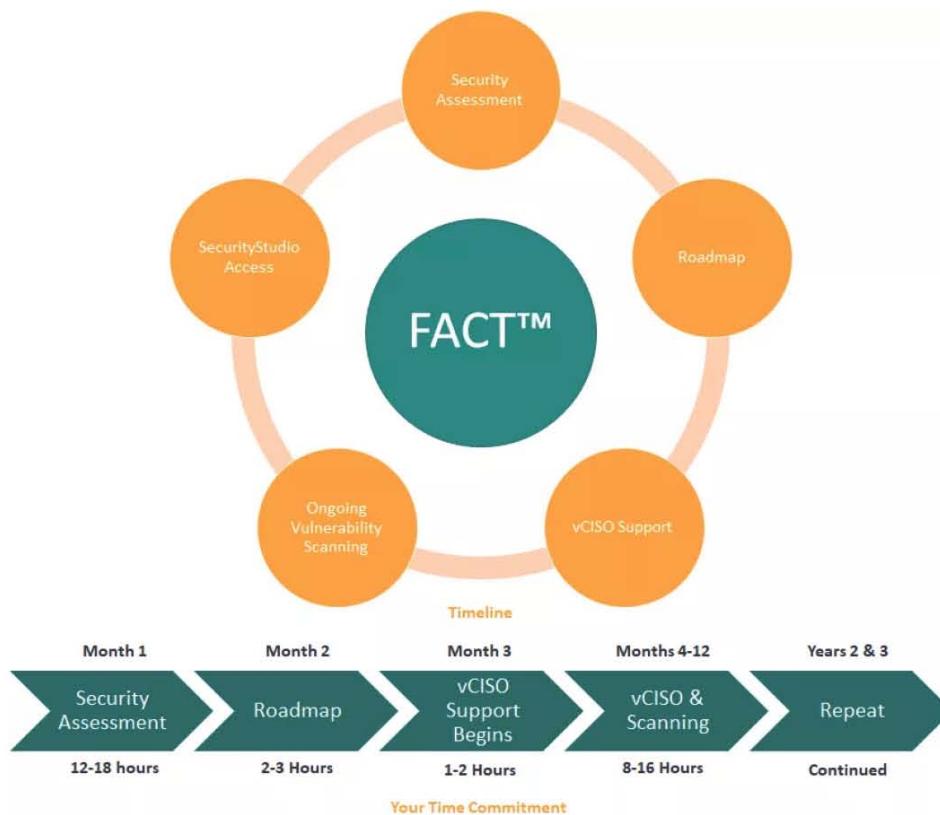 Security
Assessment
SecurityStudio
Access
Roadmap
FACT™
Ongoing
Vulnerability
Scanning
vCISO Support
Timeline
Month 1
Month 2
Month 3
Months 4-12
Years 2 & 3
Security
Assessment
Roadmap
vCISO
Support
Begins
vCISO &
Scanning
Repeat
12-18 hours
2-3 Hours
1-2 Hours
8-16 Hours
Continued
Your Time Commitment